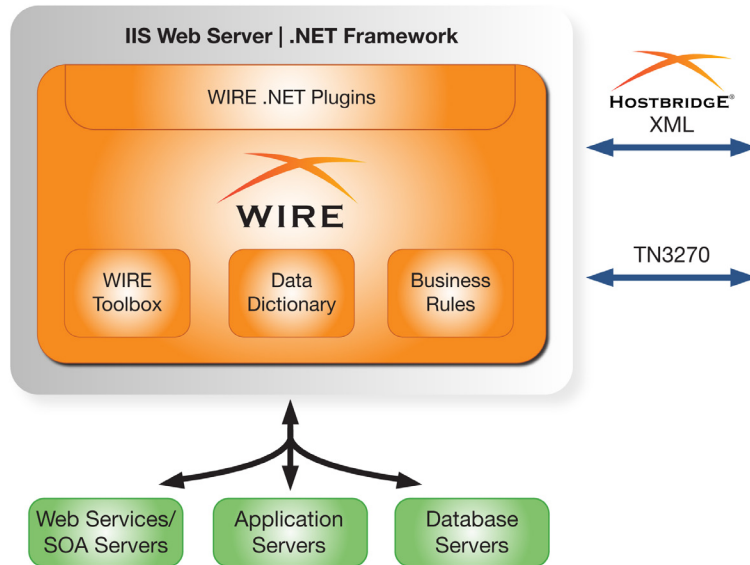 IIS Web Server | .NET Framework
WIRE .NET Plugins
WIRE
WIRE
Toolbox
Data
Dictionary
Business
Rules
HOSTBRIDGE®
XML
TN3270
Web Services/
SOA Servers
Application
Servers
Database
Servers